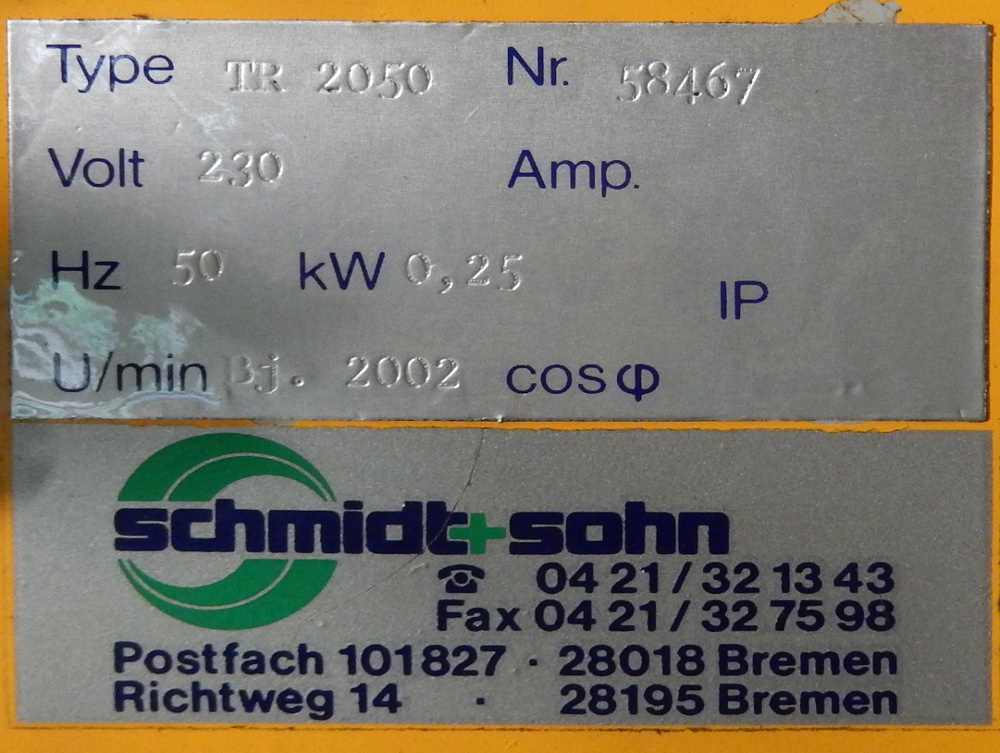 Type TR 2050 Nr. 58467
Volt 230 Amp.
Hz 50 kW 0,25 IP
U/min Bj. 2002 cos φ
schmidt+sohn
☎ 04 21 / 32 13 43
Fax 04 21 / 32 75 98
Postfach 101827 · 28018 Bremen
Richtweg 14 · 28195 Bremen